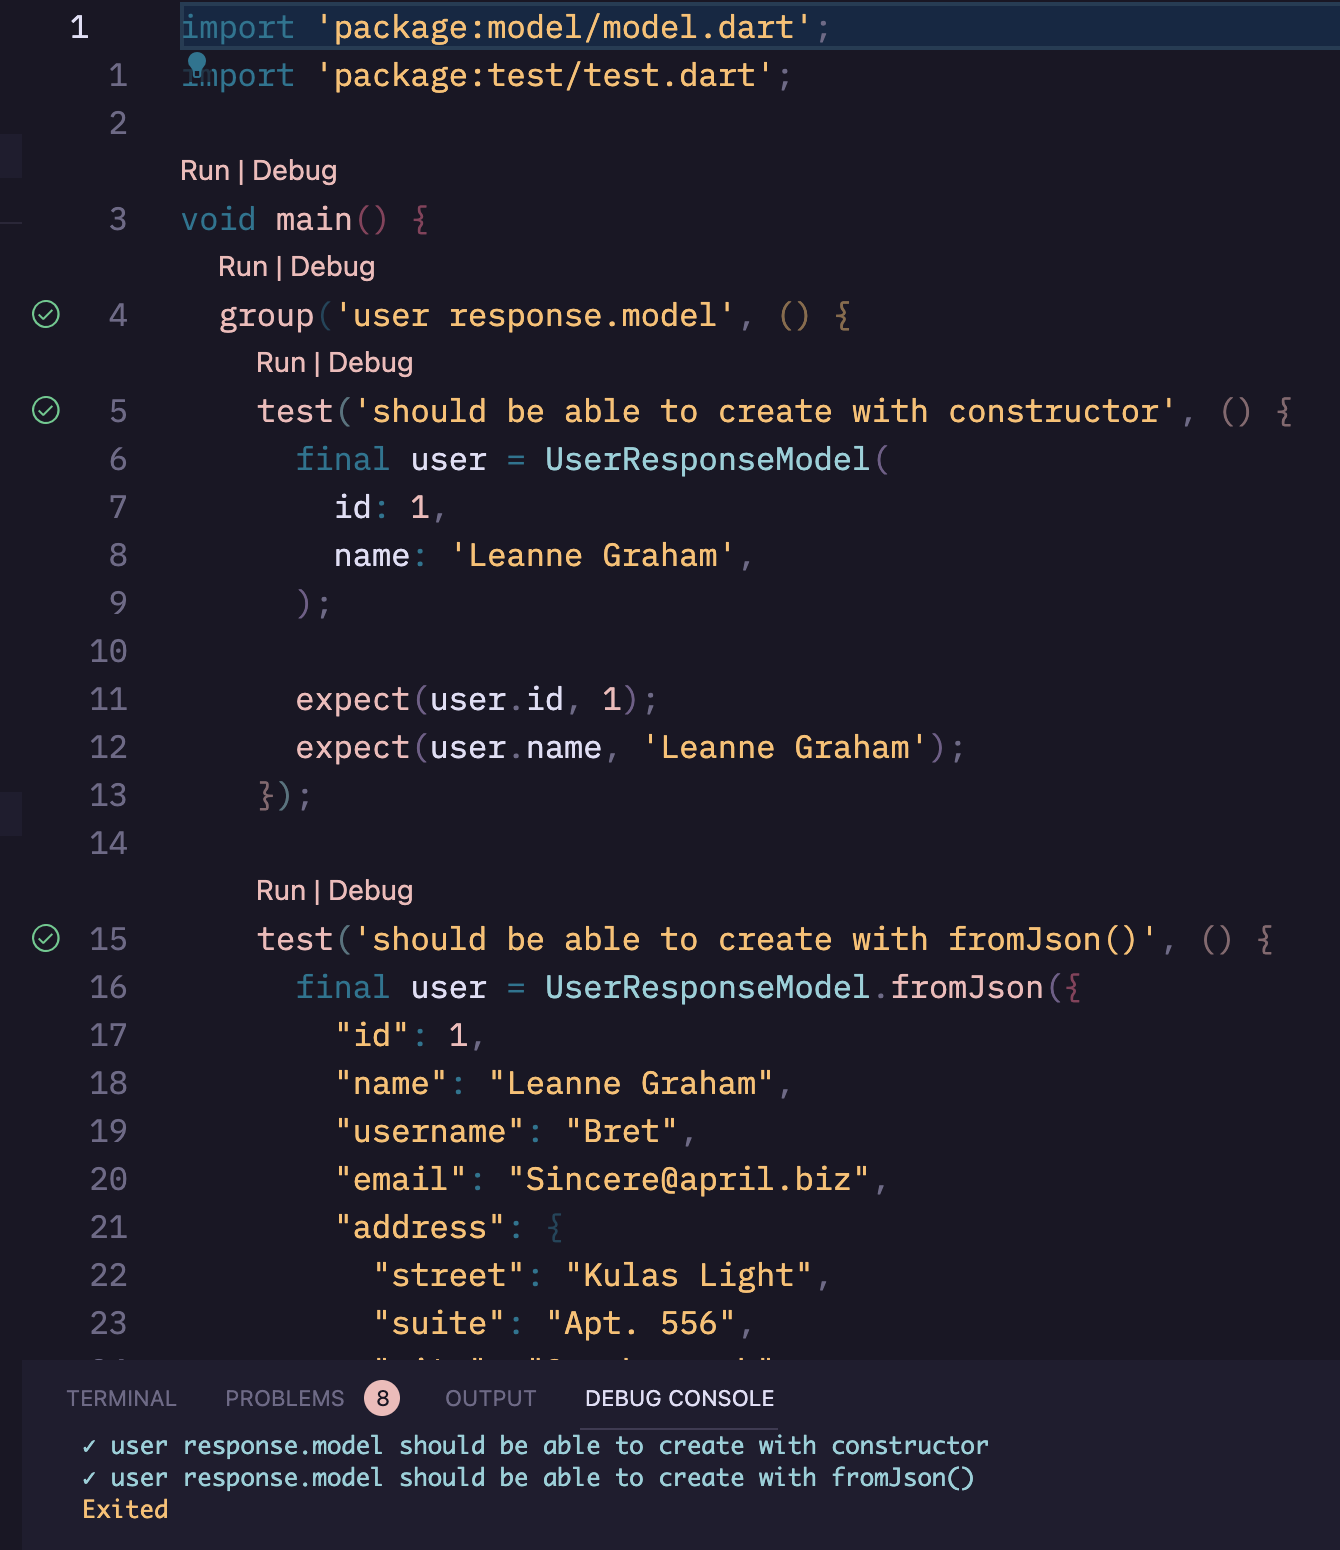 1 import 'package:model/model.dart';
1 import 'package:test/test.dart';
2
Run | Debug
3 void main() {
Run | Debug
4 group('user response.model', () {
Run | Debug
5 test('should be able to create with constructor', () {
6 final user = UserResponseModel(
7 id: 1,
8 name: 'Leanne Graham',
9 );
10
11 expect(user.id, 1);
12 expect(user.name, 'Leanne Graham');
13 });
14
Run | Debug
15 test('should be able to create with fromJson()', () {
16 final user = UserResponseModel.fromJson({
17 "id": 1,
18 "name": "Leanne Graham",
19 "username": "Bret",
20 "email": "Sincere@april.biz",
21 "address": {
22 "street": "Kulas Light",
23 "suite": "Apt. 556",
TERMINAL PROBLEMS 8 OUTPUT DEBUG CONSOLE
✓ user response.model should be able to create with constructor
✓ user response.model should be able to create with fromJson()
Exited